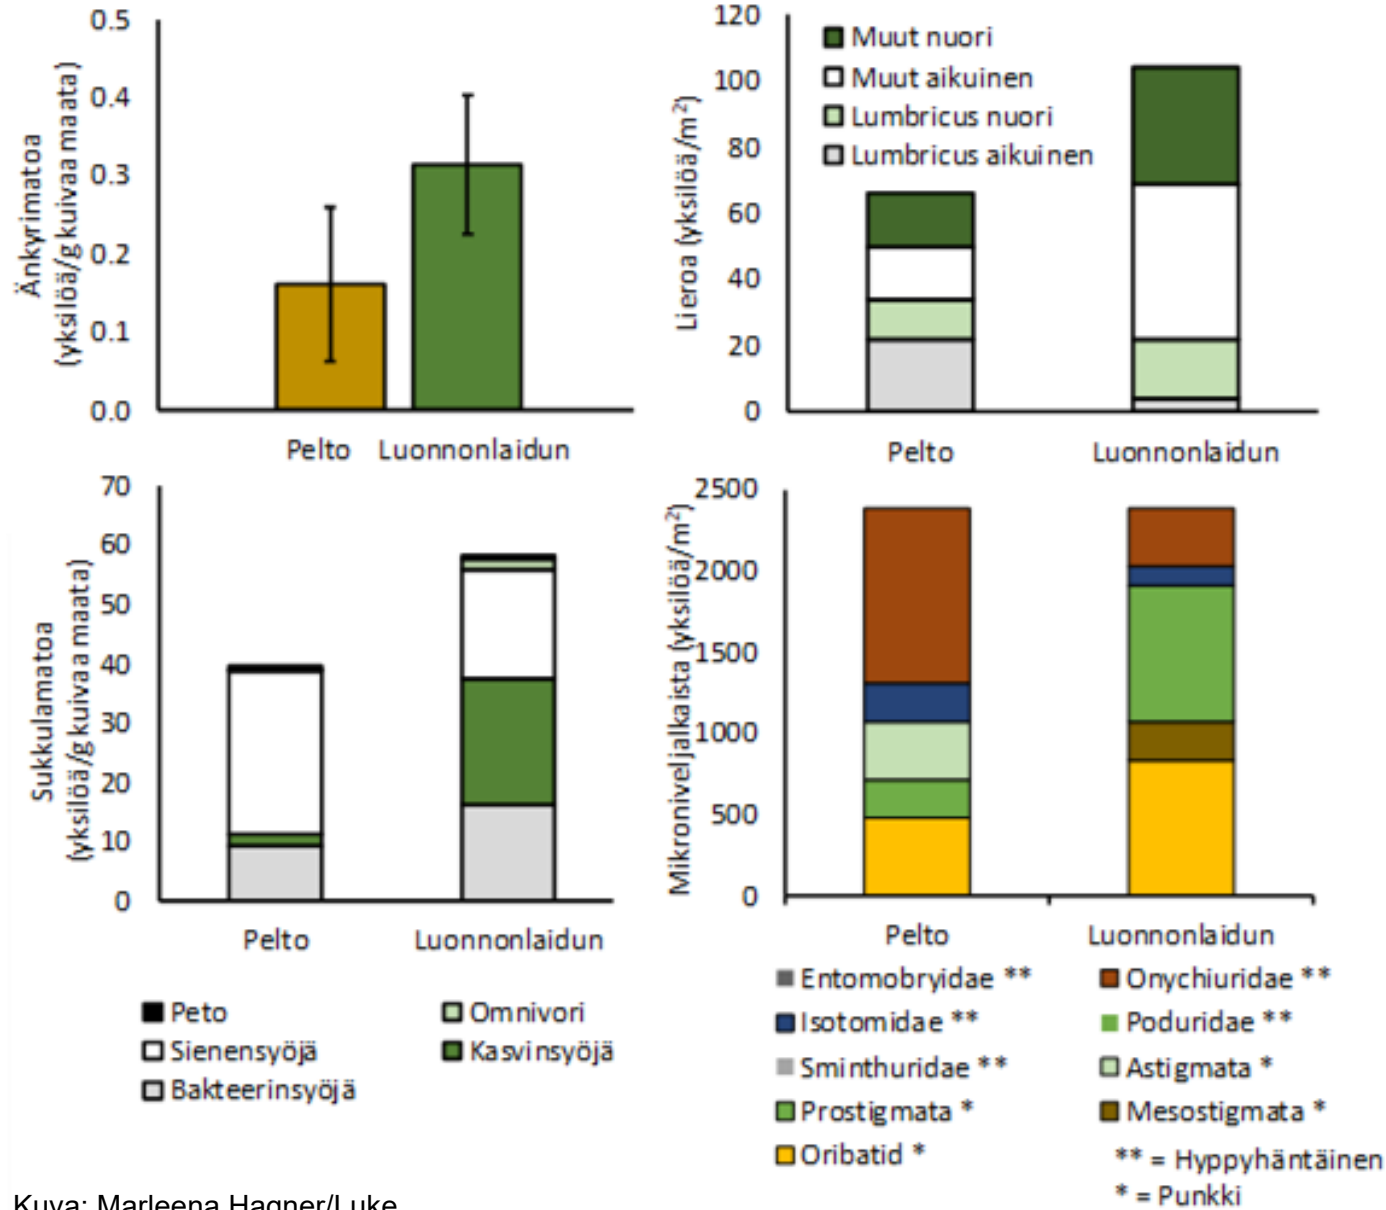 Änkyrimatoa
(yksilöä/g kuivaa maata)
0.5
0.4
0.3
0.2
0.1
0.0
Pelto Luonnonlaidun
Lieroa (yksilöä/m²)
120
100
80
60
40
20
0
Muut nuori
Muut aikuinen
Lumbricus nuori
Lumbricus aikuinen
Pelto Luonnonlaidun
Sukkulamatoa
(yksilöä/g kuivaa maata)
70
60
50
40
30
20
10
0
Pelto Luonnonlaidun
Peto Omnivori
Sienensyöjä Kasvinsyöjä
Bakteerinsyöjä
Mikroniveljalkaista (yksilöä/m²)
2500
2000
1500
1000
500
0
Pelto Luonnonlaidun
Entomobryidae ** Onychiuridae **
Isotomidae ** Poduridae **
Sminthuridae ** Astigmata *
Prostigmata * Mesostigmata *
Oribatid *
** = Hyppyhäntäinen
* = Punkki
Kuva: Marleena Hagner/Luke